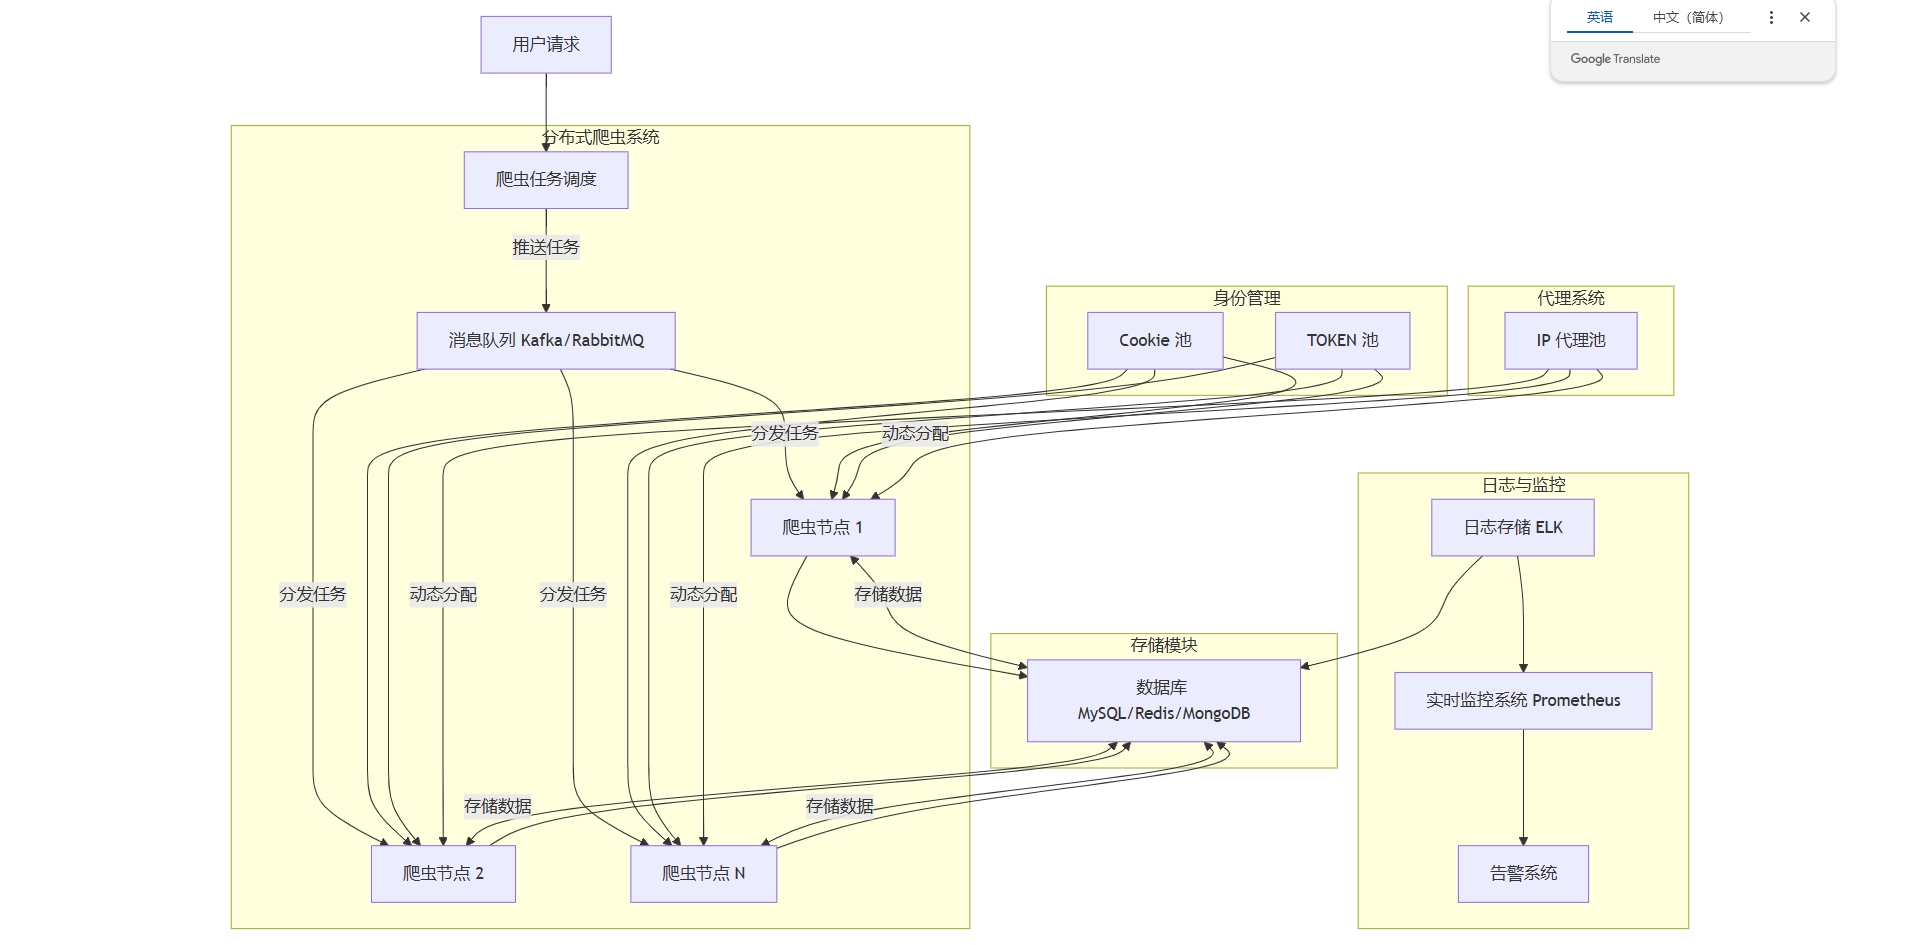 英语
中文（简体）
Google Translate
用户请求
分布式爬虫系统
爬虫任务调度
推送任务
消息队列 Kafka/RabbitMQ
身份管理
Cookie 池
TOKEN 池
代理系统
IP 代理池
分发任务
动态分配
爬虫节点 1
日志与监控
日志存储 ELK
分发任务
动态分配
分发任务
动态分配
存储数据
存储模块
数据库
MySQL/Redis/MongoDB
实时监控系统 Prometheus
存储数据
存储数据
爬虫节点 2
爬虫节点 N
告警系统